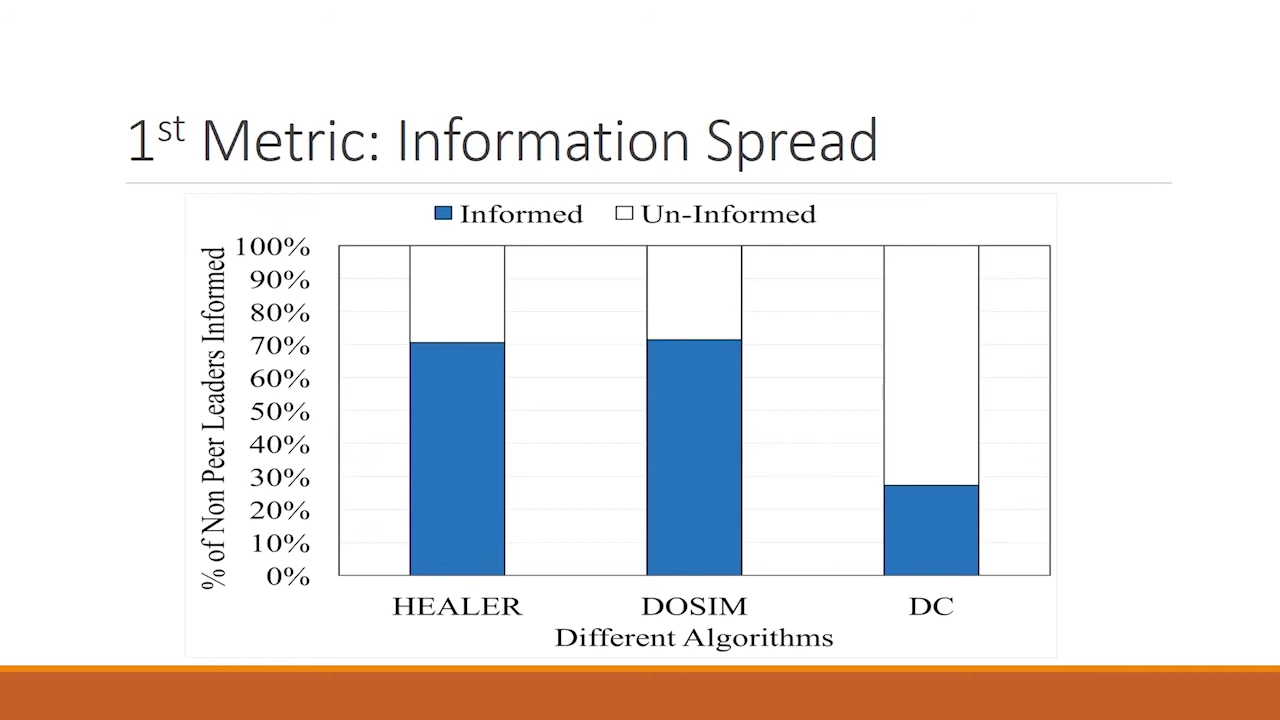 1st Metric: Information Spread
Informed Un-Informed
% of Non Peer Leaders Informed
100%
90%
80%
70%
60%
50%
40%
30%
20%
10%
0%
HEALER DOSIM DC
Different Algorithms